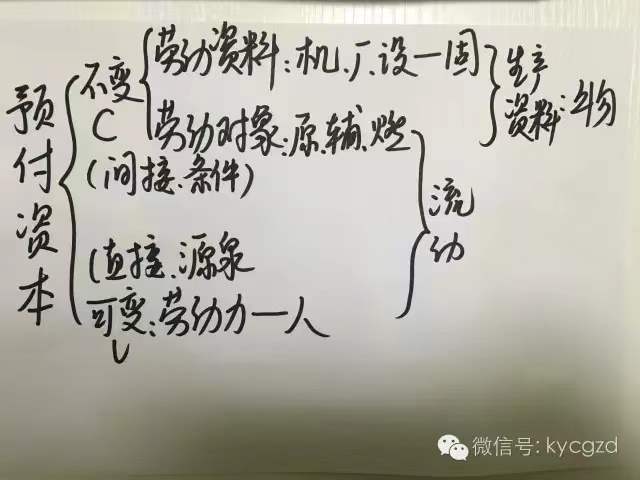 预付资本
不变
C
(间接、条件)
劳动资料:机、厂、设一固
劳动对象:原、辅、燃
生产
资料:物
流动
(直接、源泉
可变:劳动力一人
V
微信号: kycgzd